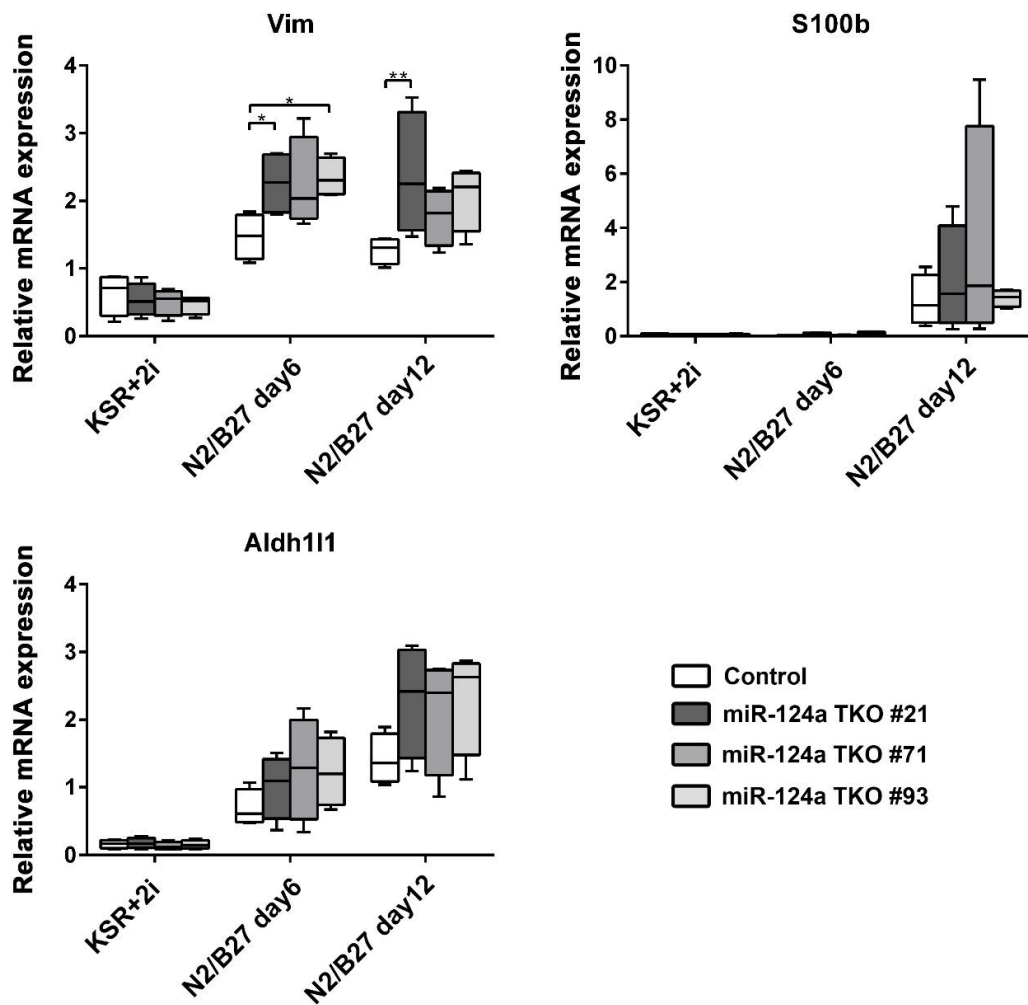 Vim
Relative mRNA expression
4
3
2
1
0
*
*
**
KSR+2i
N2/B27 day6
N2/B27 day12
S100b
Relative mRNA expression
10
8
6
4
2
0
KSR+2i
N2/B27 day6
N2/B27 day12
Aldh1l1
Relative mRNA expression
4
3
2
1
0
KSR+2i
N2/B27 day6
N2/B27 day12
Control
miR-124a TKO #21
miR-124a TKO #71
miR-124a TKO #93